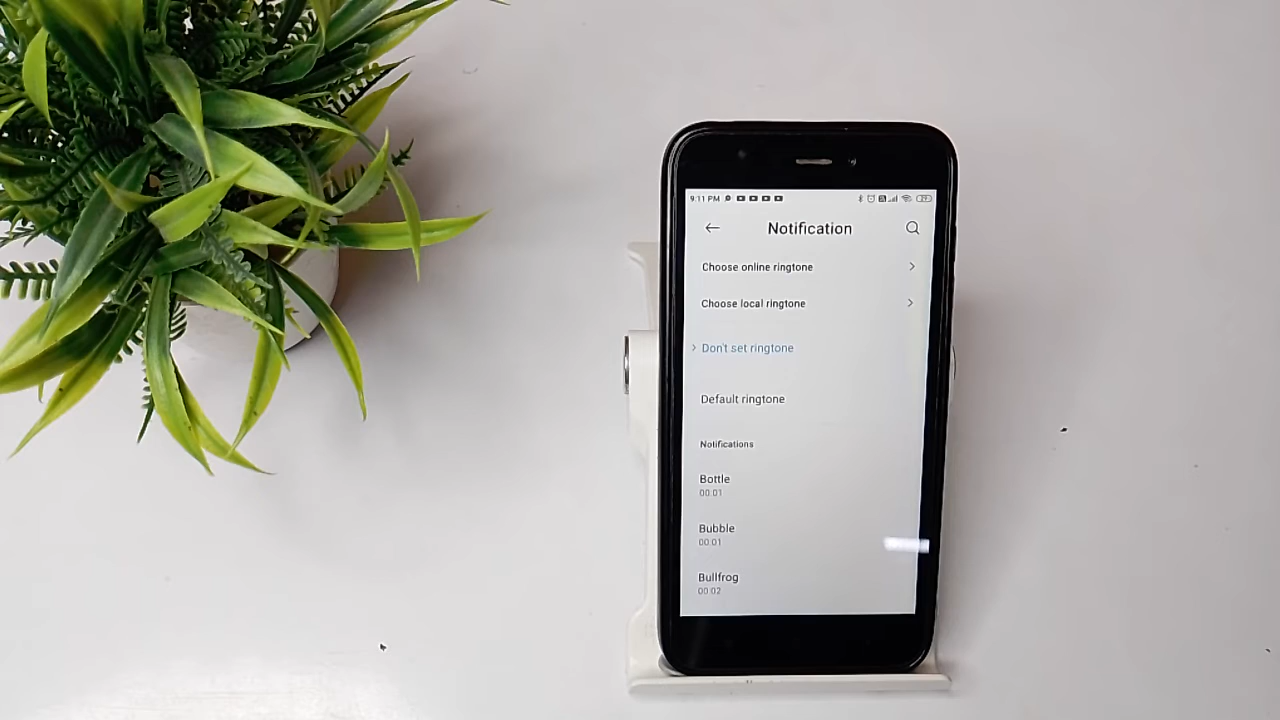 9:11 PM
Notification
Choose online ringtone
Choose local ringtone
Don't set ringtone
Default ringtone
Notifications
Bottle
00:01
Bubble
00:01
Bullfrog
00:02